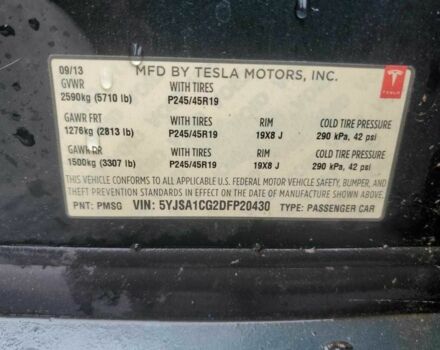 09/13 MFD BY TESLA MOTORS, INC.
GVWR WITH TIRES
2590kg (5710 lb) P245/45R19
TESLA
GAWR FRT WITH TIRES RIM COLD TIRE PRESSURE
1276kg (2813 lb) P245/45R19 19X8 J 290 kPa, 42 psi
GAWR RR WITH TIRES RIM COLD TIRE PRESSURE
1500kg (3307 lb) P245/45R19 19X8 J 290 kPa, 42 psi
THIS VEHICLE CONFORMS TO ALL APPLICABLE U.S. FEDERAL MOTOR VEHICLE SAFETY, BUMPER, AND
THEFT PREVENTION STANDARDS IN EFFECT ON THE DATE OF MANUFACTURE SHOWN ABOVE.
PNT: PMSG VIN: 5YJSA1CG2DFP20430 TYPE: PASSENGER CAR